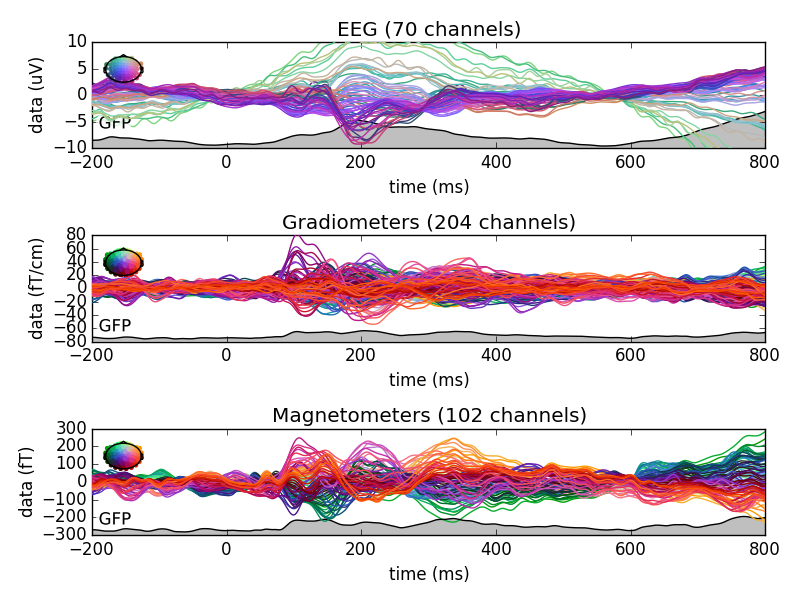 EEG (70 channels)
data (uV)
10
5
0
−5
−10
GFP
−200 0 200 400 600 800
time (ms)
Gradiometers (204 channels)
data (fT/cm)
80
60
40
20
0
−20
−40
−60
−80
GFP
−200 0 200 400 600 800
time (ms)
Magnetometers (102 channels)
data (fT)
300
200
100
0
−100
−200
−300
GFP
−200 0 200 400 600 800
time (ms)